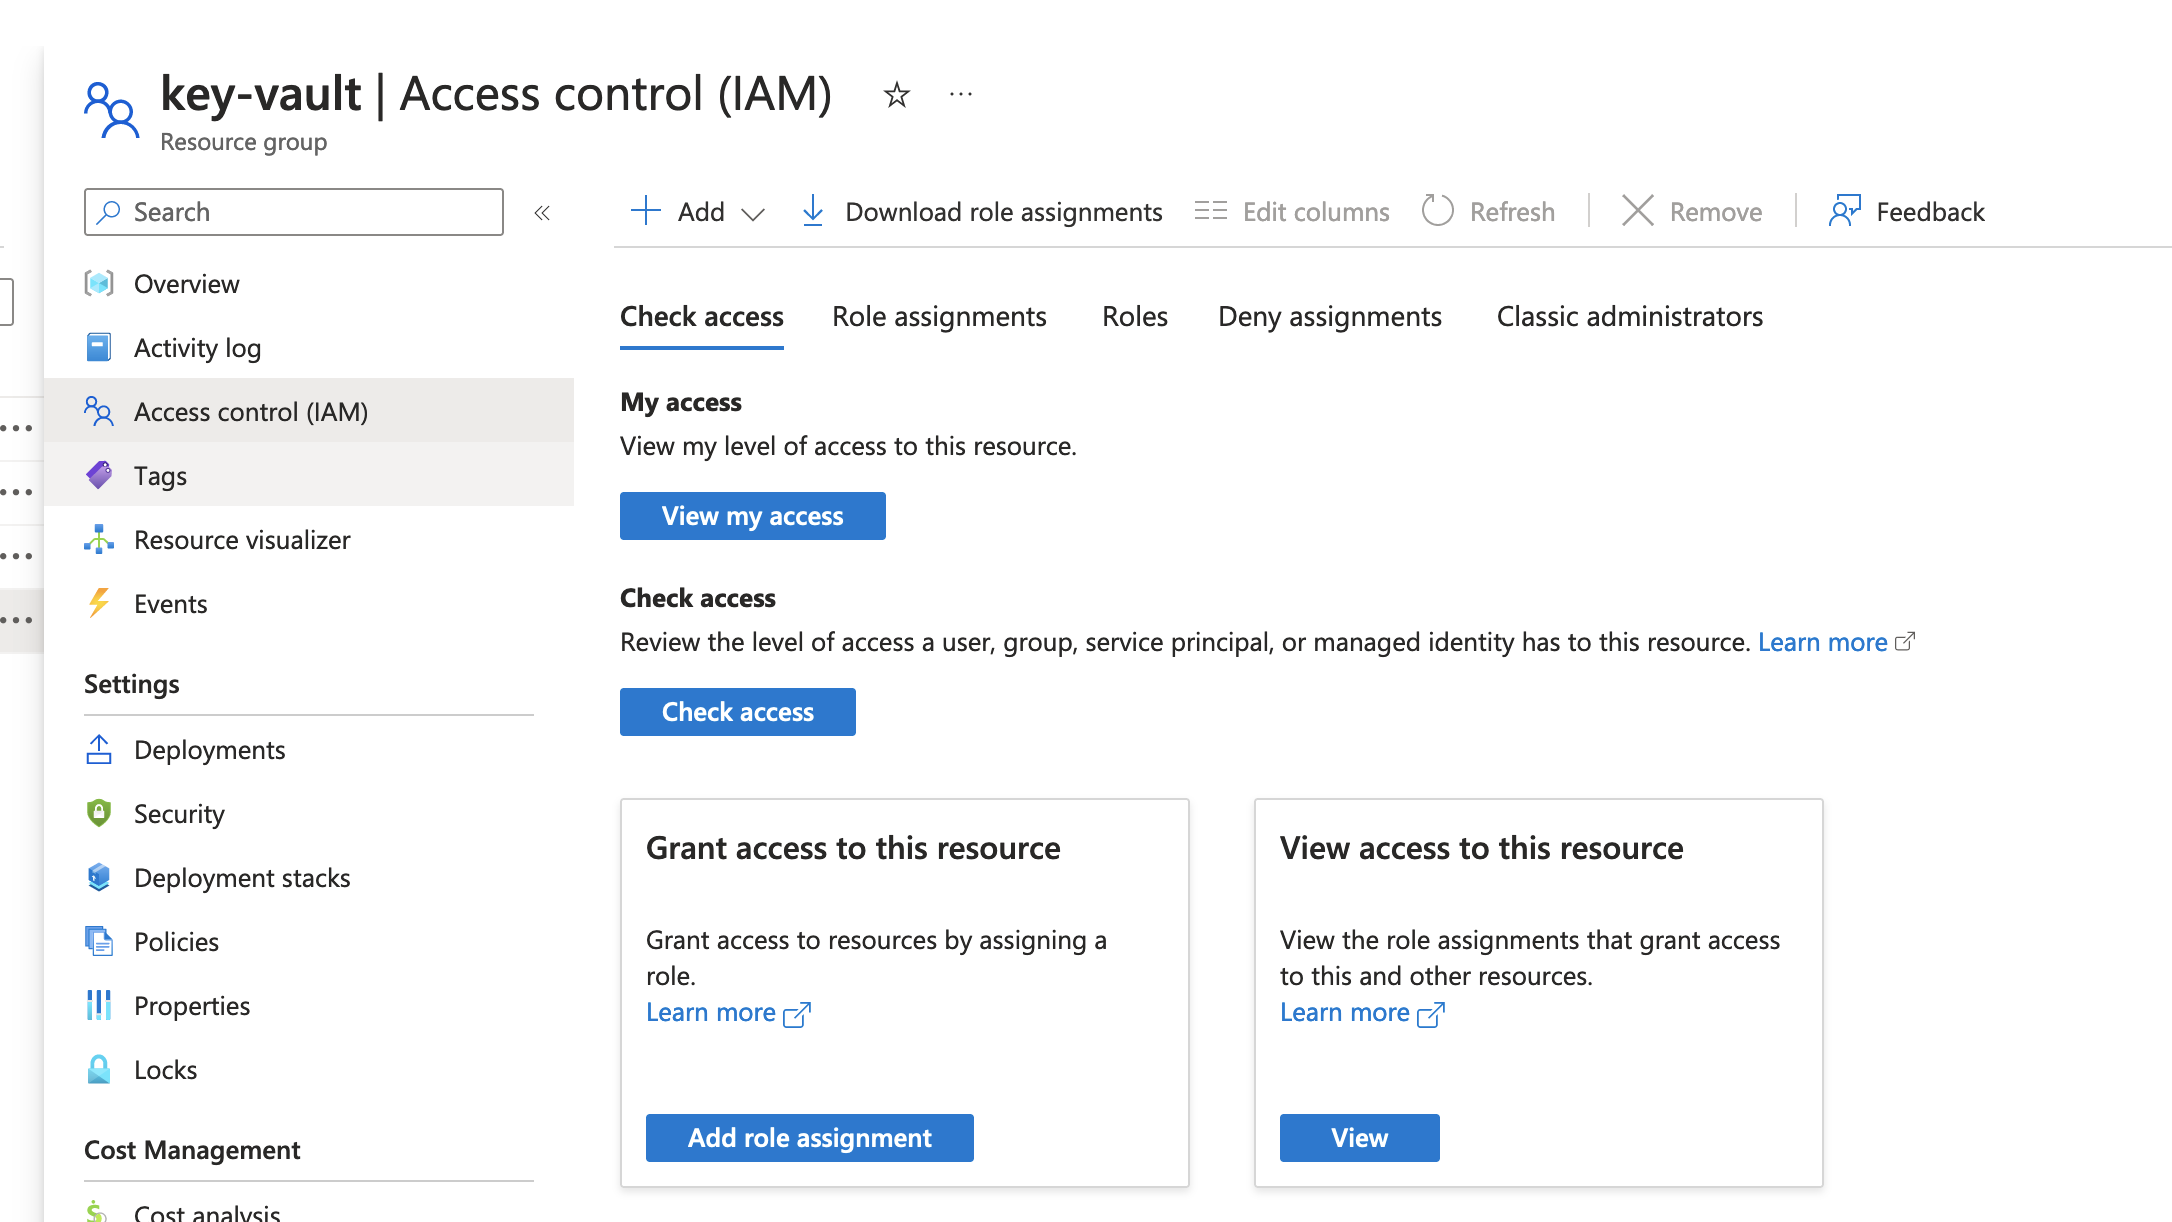 key-vault | Access control (IAM)
Resource group
Search
Add
Download role assignments
Edit columns
Refresh
Remove
Feedback
Overview
Activity log
Access control (IAM)
Tags
Resource visualizer
Events
Settings
Deployments
Security
Deployment stacks
Policies
Properties
Locks
Cost Management
Cost analysis
Check access
Role assignments
Roles
Deny assignments
Classic administrators
My access
View my level of access to this resource.
View my access
Check access
Review the level of access a user, group, service principal, or managed identity has to this resource. Learn more
Check access
Grant access to this resource
Grant access to resources by assigning a
role.
Learn more
Add role assignment
View access to this resource
View the role assignments that grant access
to this and other resources.
Learn more
View